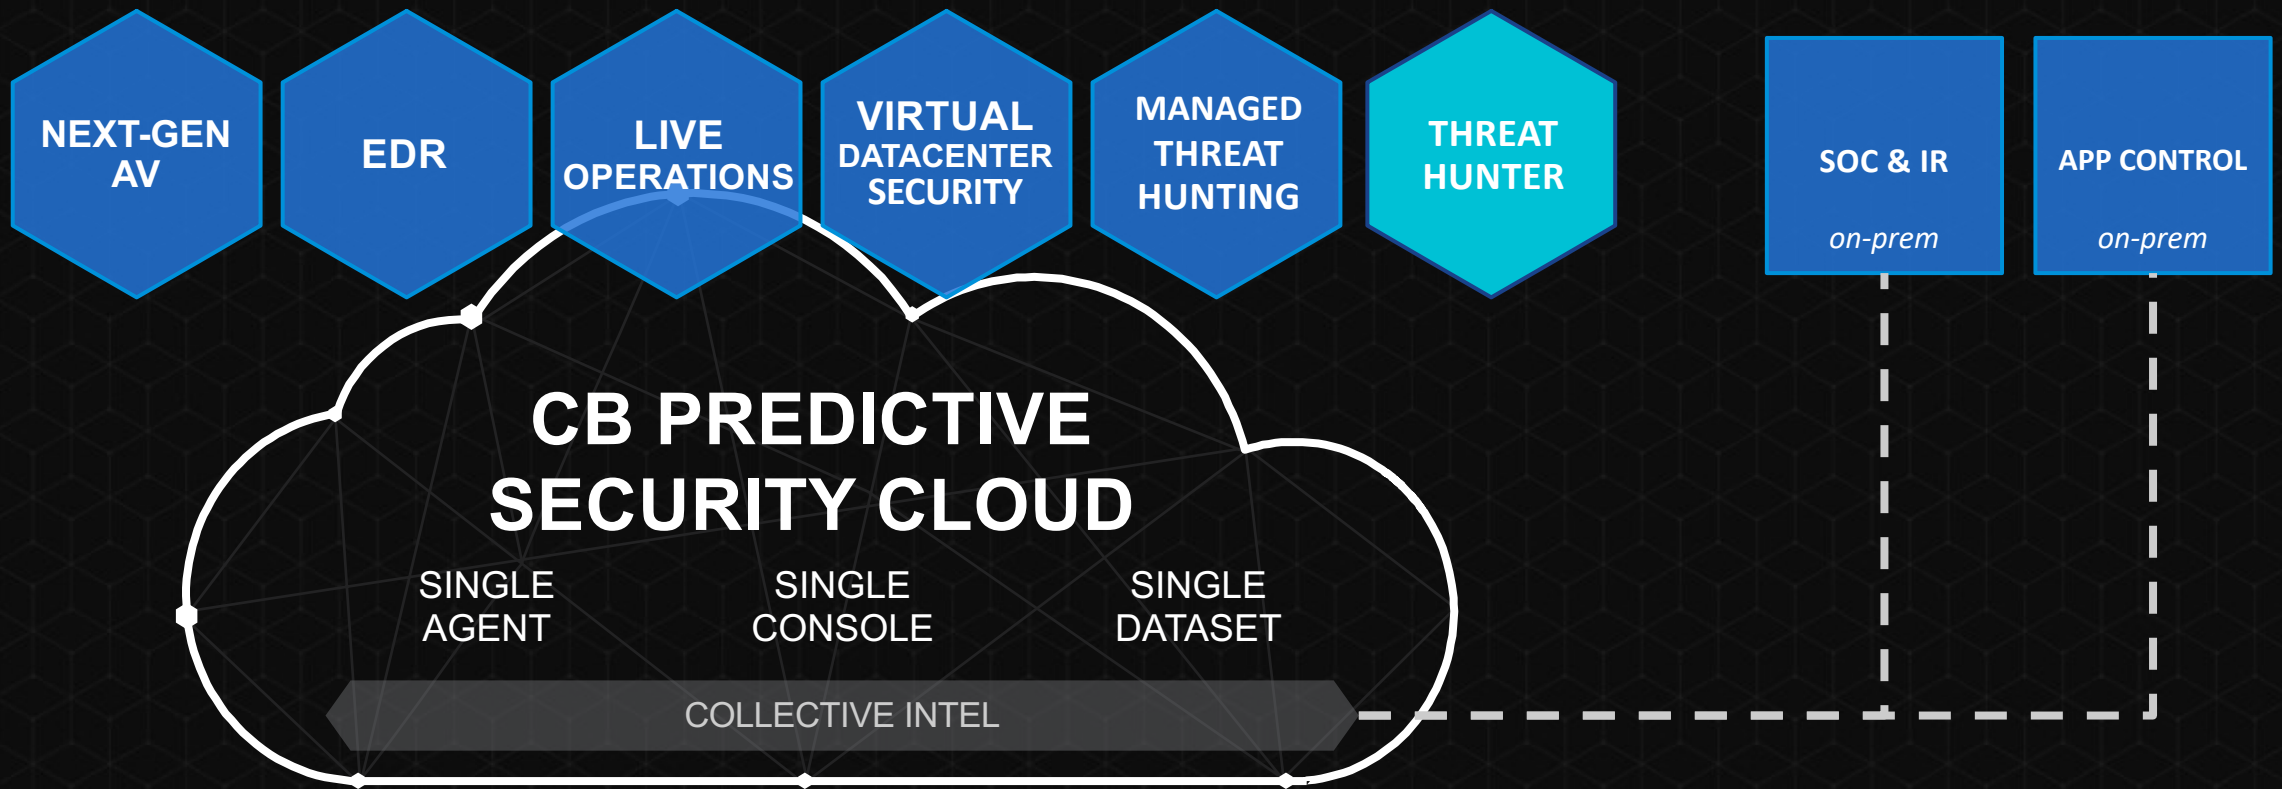 NEXT-GEN
AV
EDR
LIVE
OPERATIONS
VIRTUAL
DATACENTER
SECURITY
MANAGED
THREAT
HUNTING
THREAT
HUNTER
SOC & IR
on-prem
APP CONTROL
on-prem
CB PREDICTIVE
SECURITY CLOUD
SINGLE
AGENT
SINGLE
CONSOLE
SINGLE
DATASET
COLLECTIVE INTEL